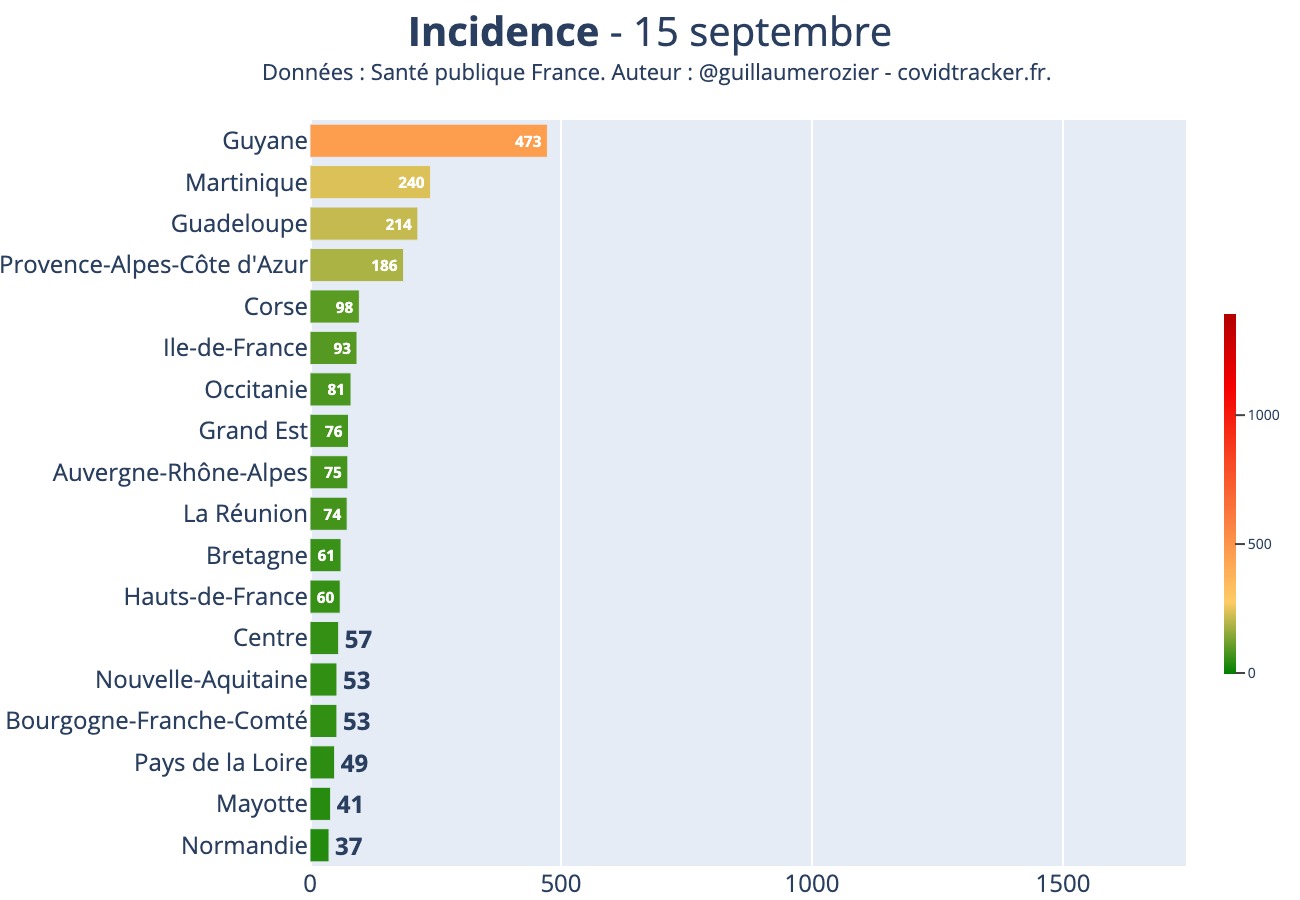 Incidence - 15 septembre
Données : Santé publique France. Auteur : @guillaumerozier - covidtracker.fr.
Guyane 473
Martinique 240
Guadeloupe 214
Provence-Alpes-Côte d'Azur 186
Corse 98
Ile-de-France 93
Occitanie 81
Grand Est 76
Auvergne-Rhône-Alpes 75
La Réunion 74
Bretagne 61
Hauts-de-France 60
Centre 57
Nouvelle-Aquitaine 53
Bourgogne-Franche-Comté 53
Pays de la Loire 49
Mayotte 41
Normandie 37
0 500 1000 1500
1000
500
0